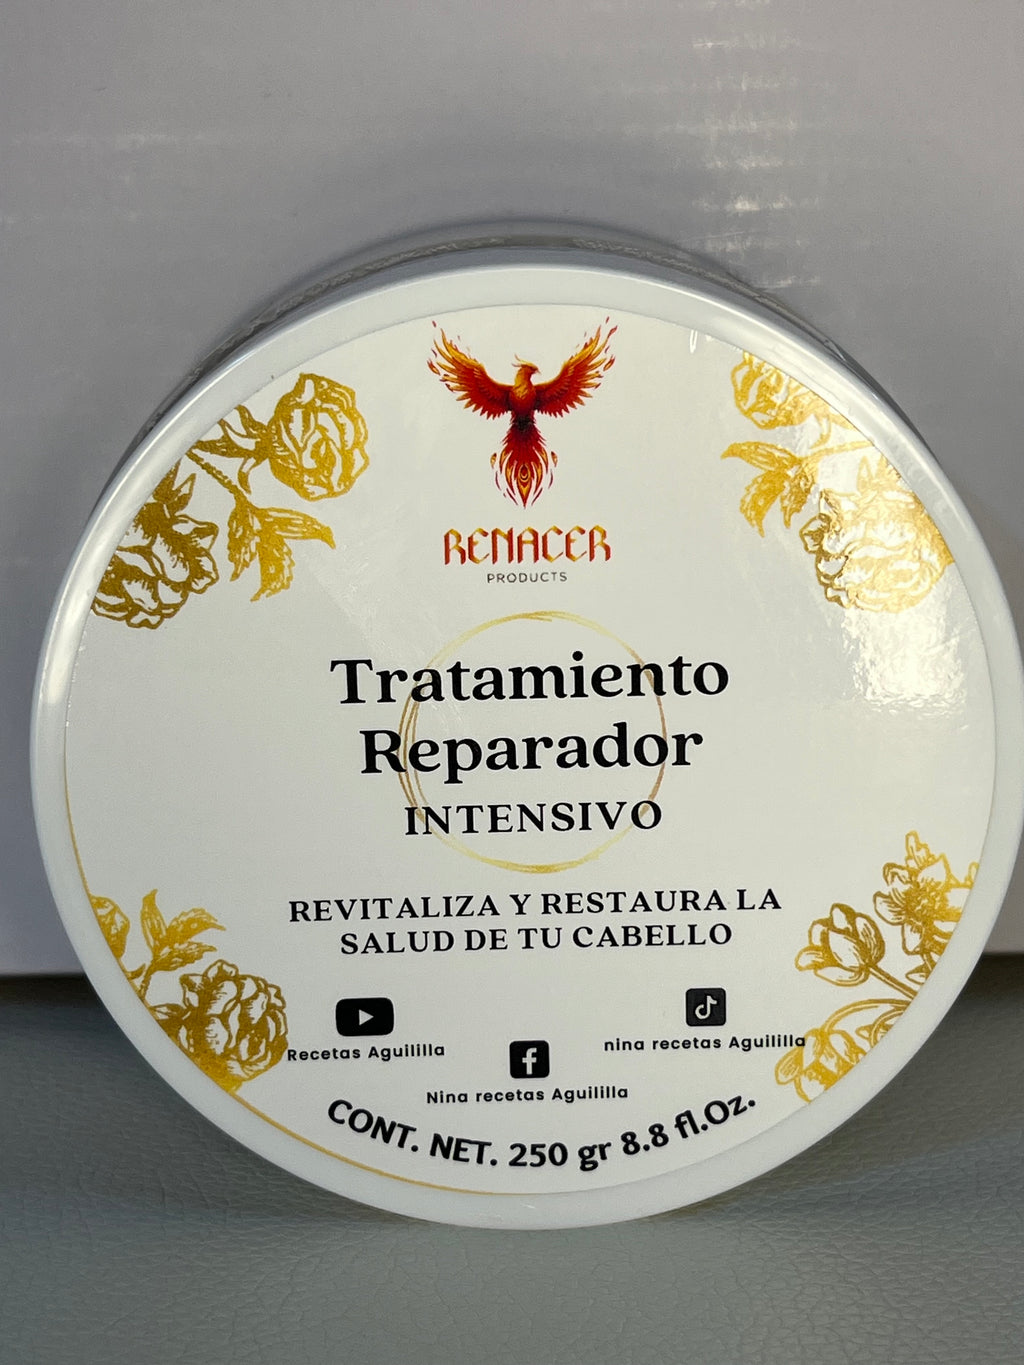 RENACER
PRODUCTS
Tratamiento
Reparador
INTENSIVO
REVITALIZA Y RESTAURA LA
SALUD DE TU CABELLO
Recetas Aguililla
nina recetas Aguililla
Nina recetas Aguililla
CONT. NET. 250 gr 8.8 fl.Oz.